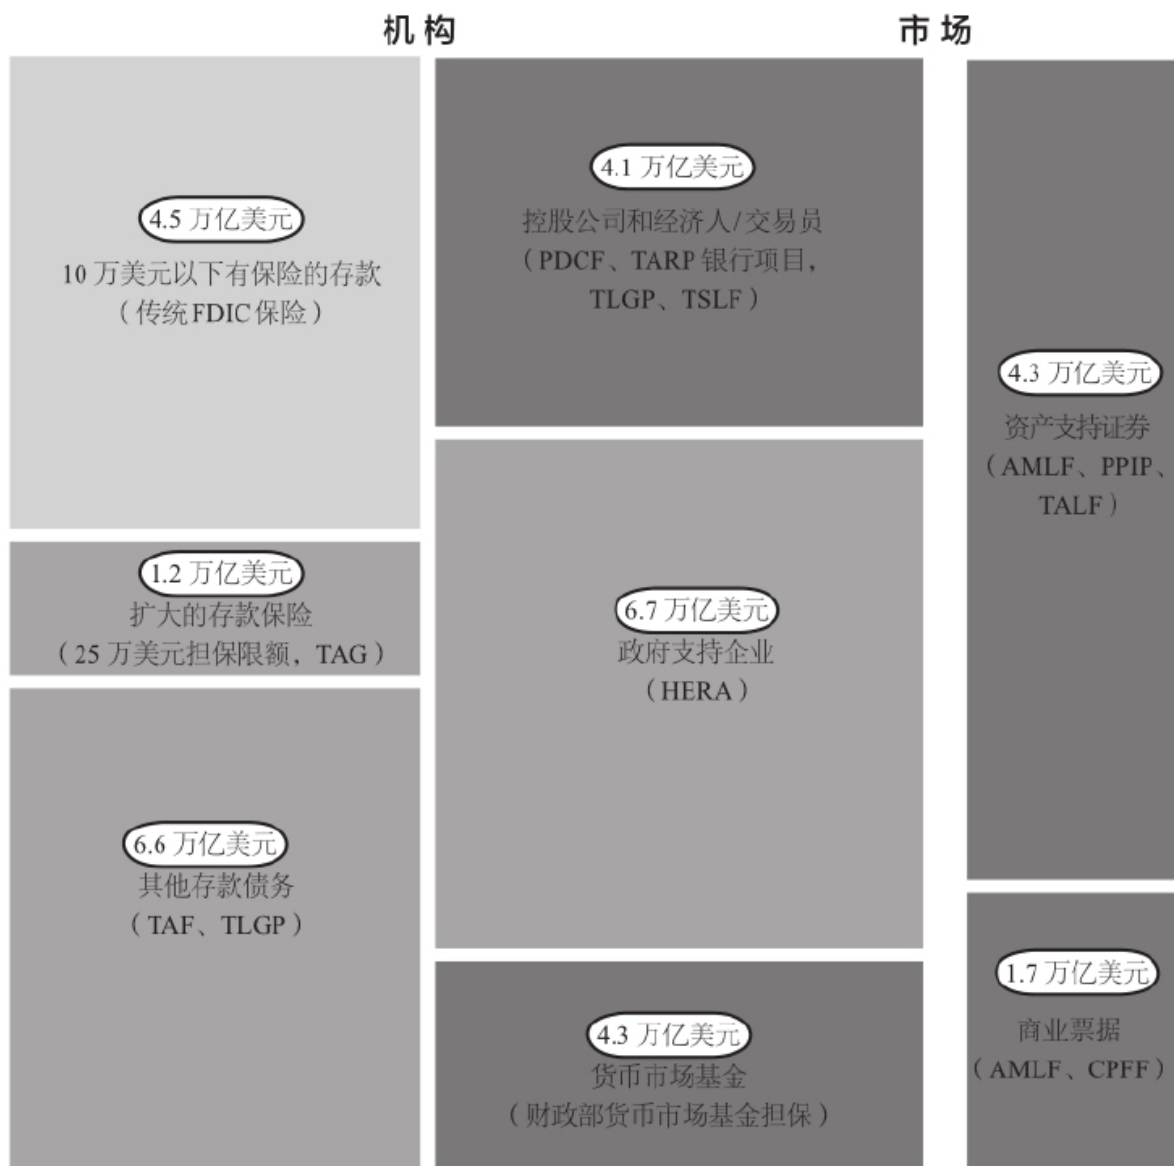 机构
市场
4.5 万亿美元
10 万美元以下有保险的存款
（传统FDIC保险）
1.2 万亿美元
扩大的存款保险
（25 万美元担保限额，TAG）
6.6 万亿美元
其他存款债务
（TAF、TLGP）
4.1 万亿美元
控股公司和经济人/交易员
（PDCF、TARP 银行项目，
TLGP、TSLF）
6.7 万亿美元
政府支持企业
（HERA）
4.3 万亿美元
货币市场基金
（财政部货币市场基金担保）
4.3 万亿美元
资产支持证券
（AMLF、PPIP、
TALF）
1.7 万亿美元
商业票据
（AMLF、CPFF）